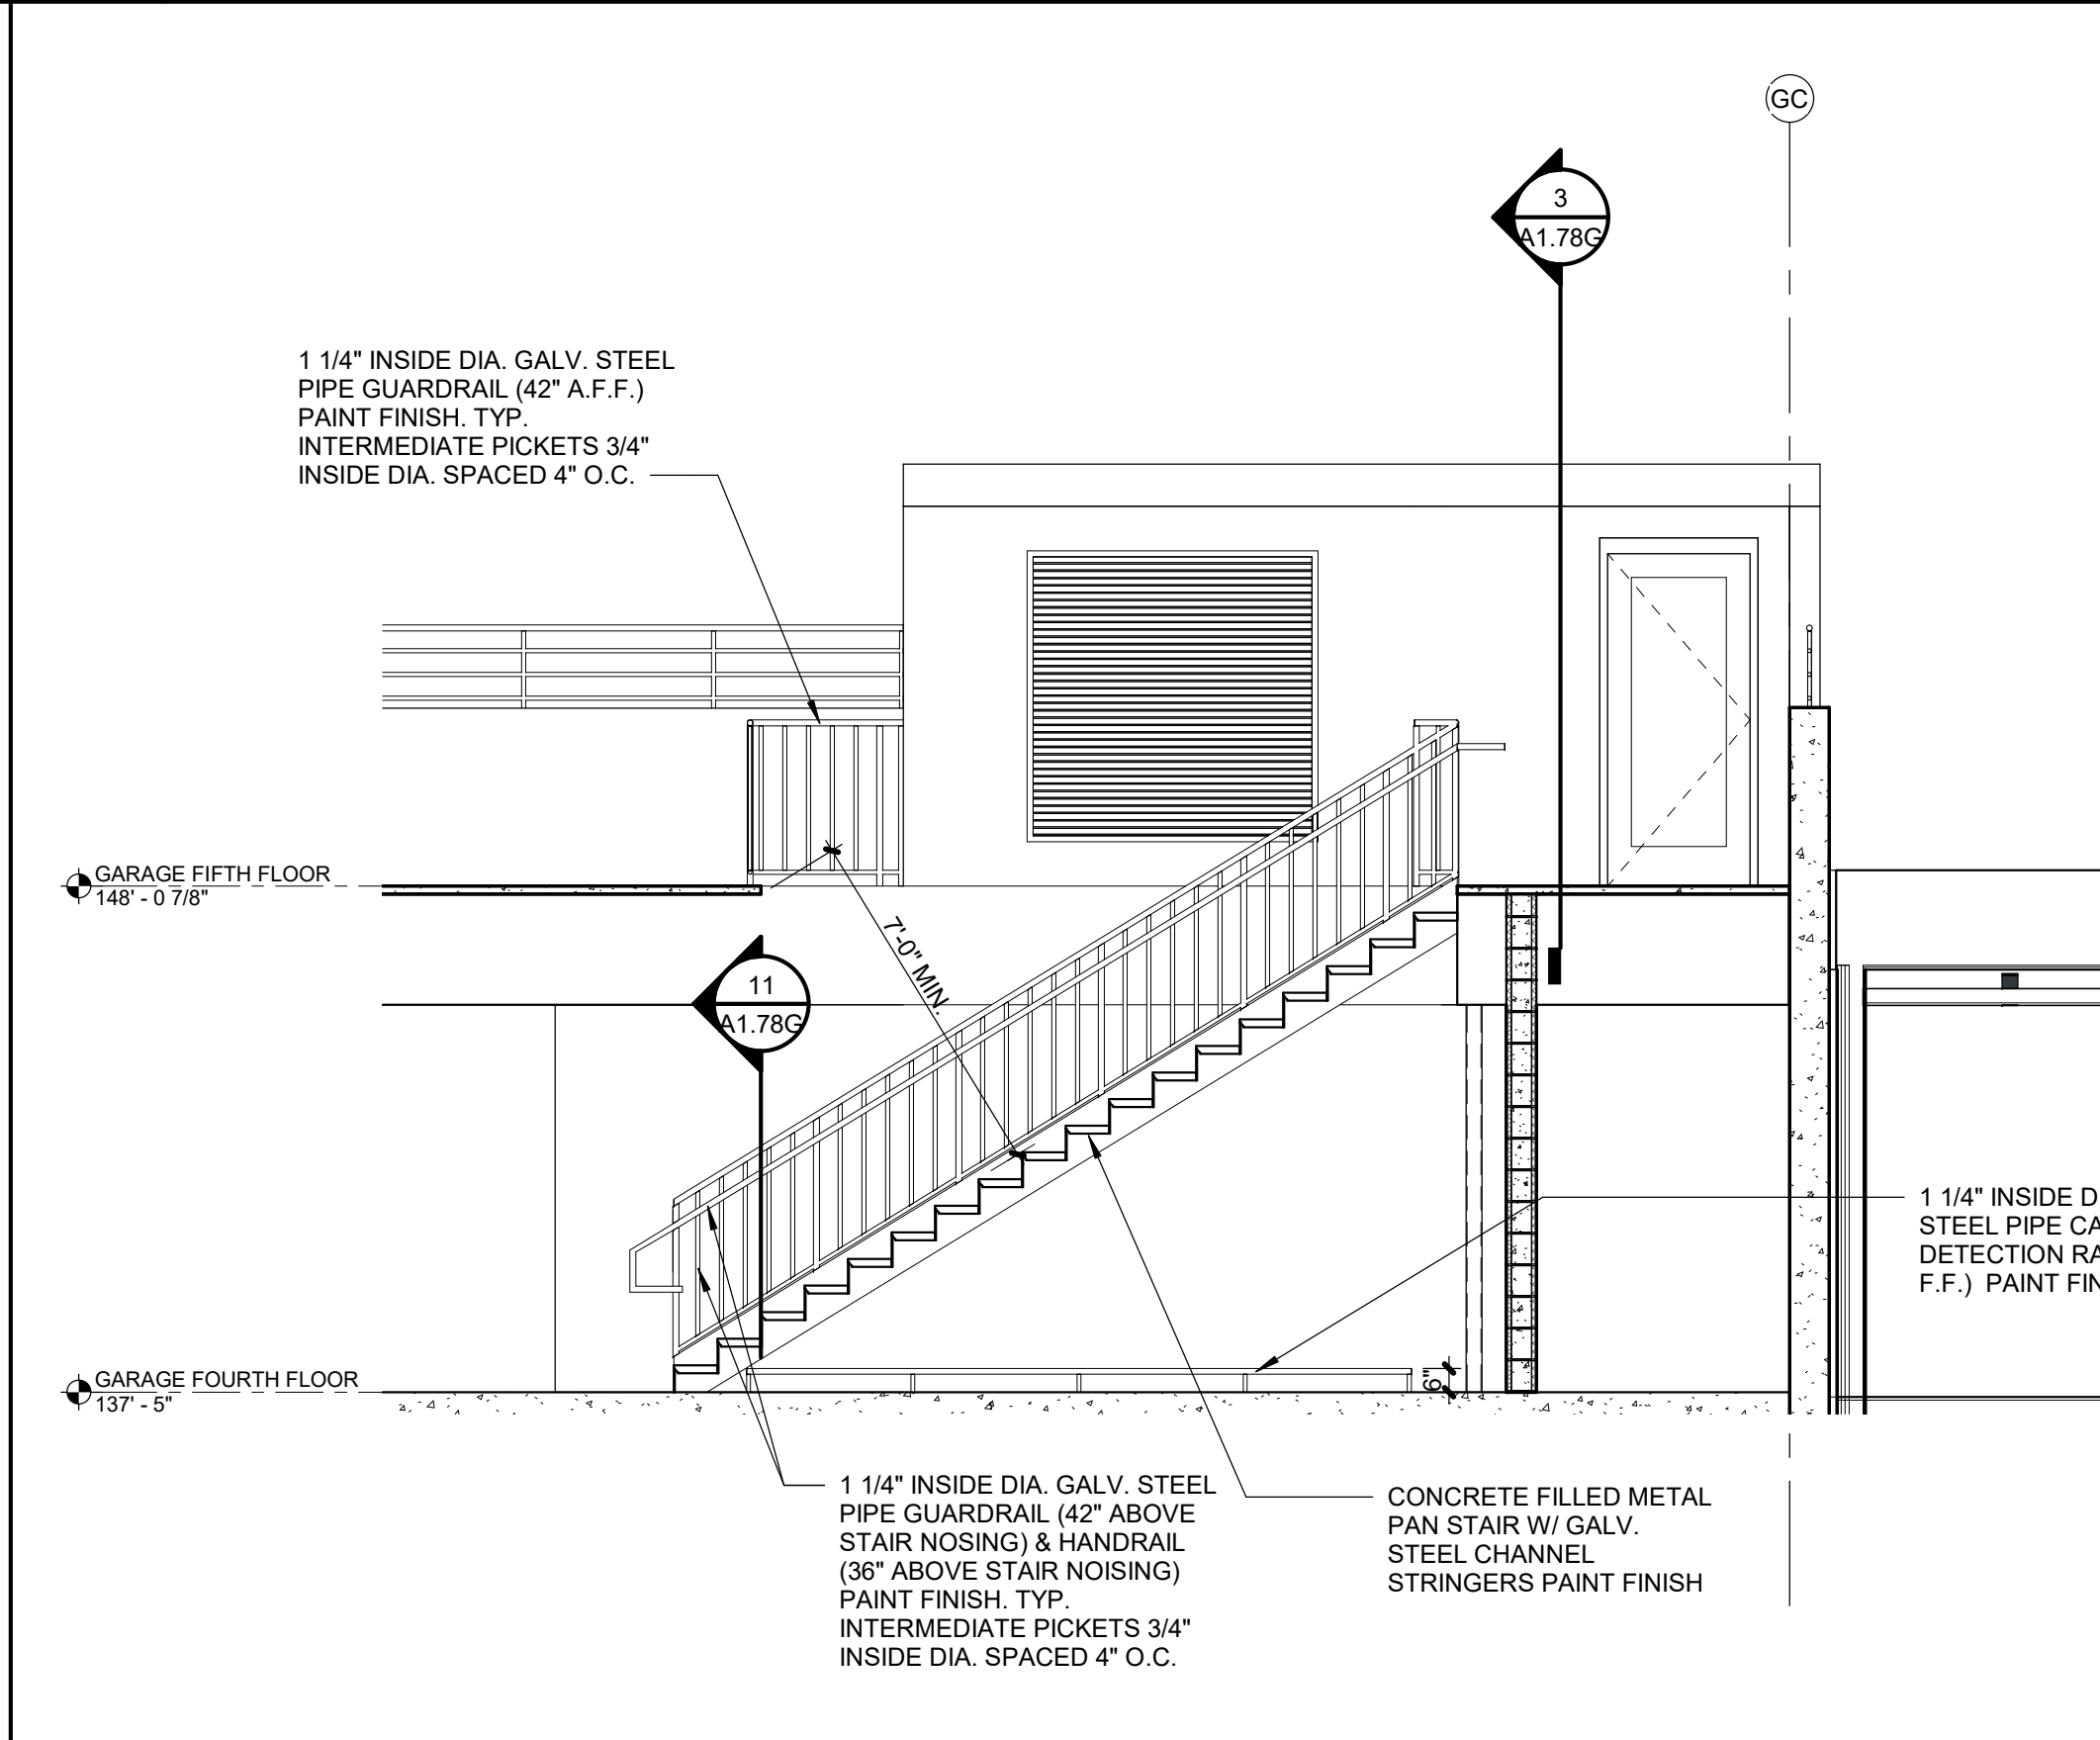 GC
3
A1.78G
1 1/4" INSIDE DIA. GALV. STEEL
PIPE GUARDRAIL (42" A.F.F.)
PAINT FINISH. TYP.
INTERMEDIATE PICKETS 3/4"
INSIDE DIA. SPACED 4" O.C.
GARAGE FIFTH FLOOR
148' - 0 7/8"
7'-0" MIN.
11
A1.78G
1 1/4" INSIDE D
STEEL PIPE CA
DETECTION RA
F.F.) PAINT FIN
6"
GARAGE FOURTH FLOOR
137' - 5"
1 1/4" INSIDE DIA. GALV. STEEL
PIPE GUARDRAIL (42" ABOVE
STAIR NOSING) & HANDRAIL
(36" ABOVE STAIR NOISING)
PAINT FINISH. TYP.
INTERMEDIATE PICKETS 3/4"
INSIDE DIA. SPACED 4" O.C.
CONCRETE FILLED METAL
PAN STAIR W/ GALV.
STEEL CHANNEL
STRINGERS PAINT FINISH